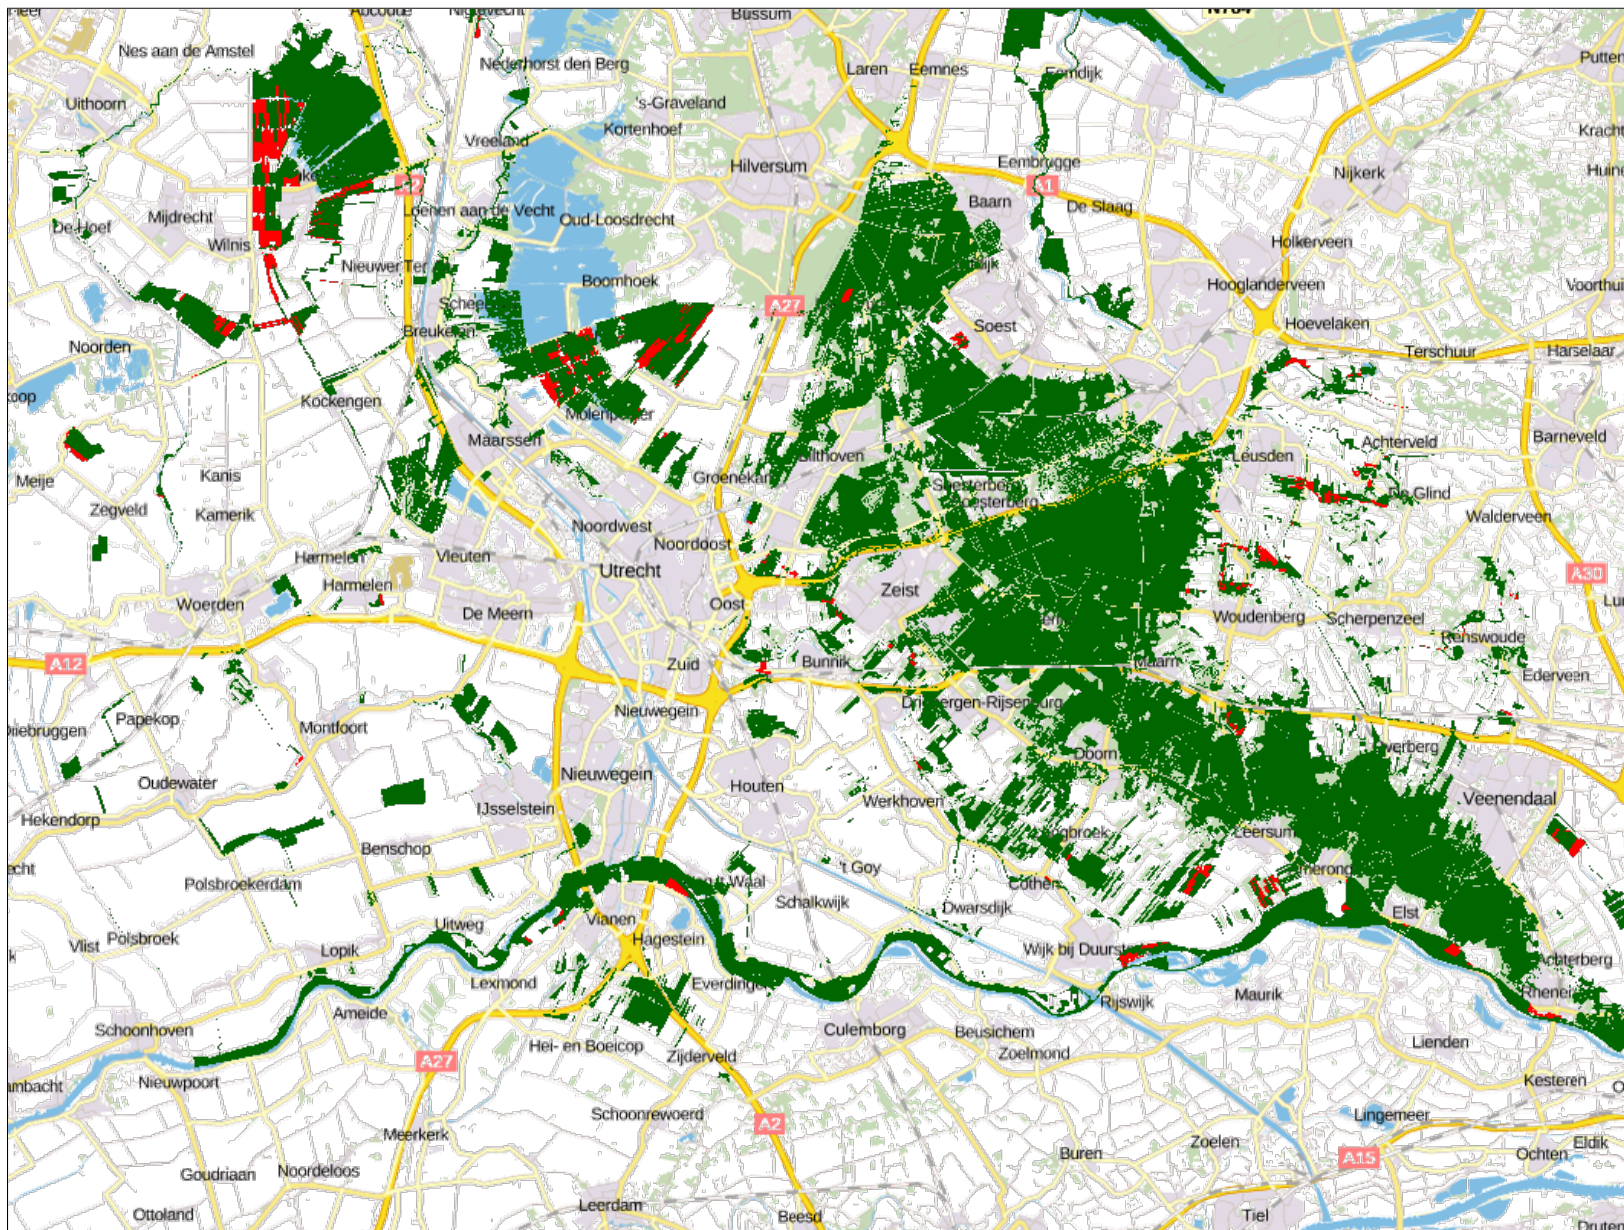 Abcoude
Bussum
Nes aan de Amstel
Nederhorst den Berg
Laren
Eemnes
Eemdijk
Putten
Uithoorn
's-Graveland
Kortenhoef
Vreeland
Hilversum
Eembrugge
Nijkerk
A1
Mijdrecht
De Hoef
Loenen aan de Vecht
Oud-Loosdrecht
Baarn
De Slaag
Wilnis
Holkerveen
Nieuwer Ter
Boomhoek
Hooglanderveen
A27
Soest
Hoevelaken
Breukelen
Noorden
Terschuur
Harselaar
Kockengen
Maarssen
Achterveld
Barneveld
Leusden
Meije
Kanis
Groenekan
Soesterberg
De Glind
Zegveld
Kamerik
Noordwest
Walderveen
Noordoost
Harmelen
Vleuten
Utrecht
A30
Harmelen
Zeist
Woerden
De Meern
Oost
Woudenberg
Scherpenzeel
Renswoude
A12
Zuid
Bunnik
Maarn
Ederveen
Driebergen-Rijsenburg
Nieuwegein
Papekop
Montfoort
Driebruggen
Doorn
Oudewater
Nieuwegein
Houten
Werkhoven
Veenendaal
IJsselstein
Hekendorp
Leersum
Benschop
't Goy
Polsbroekerdam
Cothen
Schalkwijk
Dwarsdijk
Elst
Uitweg
Vianen
Vlist
Polsbroek
Lopik
Hagestein
Wijk bij Duurstede
Achterberg
Lexmond
Everdingen
Rhenen
Maurik
Rijswijk
Ameide
Schoonhoven
Culemborg
Beusichem
Lienden
Hei- en Boeicop
Zijderveld
Zoelmond
A27
Nieuwpoort
Kesteren
Schoonrewoerd
Lingemeer
A2
Meerkerk
Zoelen
Eldik
Buren
A15
Ochten
Goudriaan
Noordeloos
Leerdam
Ottoland
Beesd
Tiel